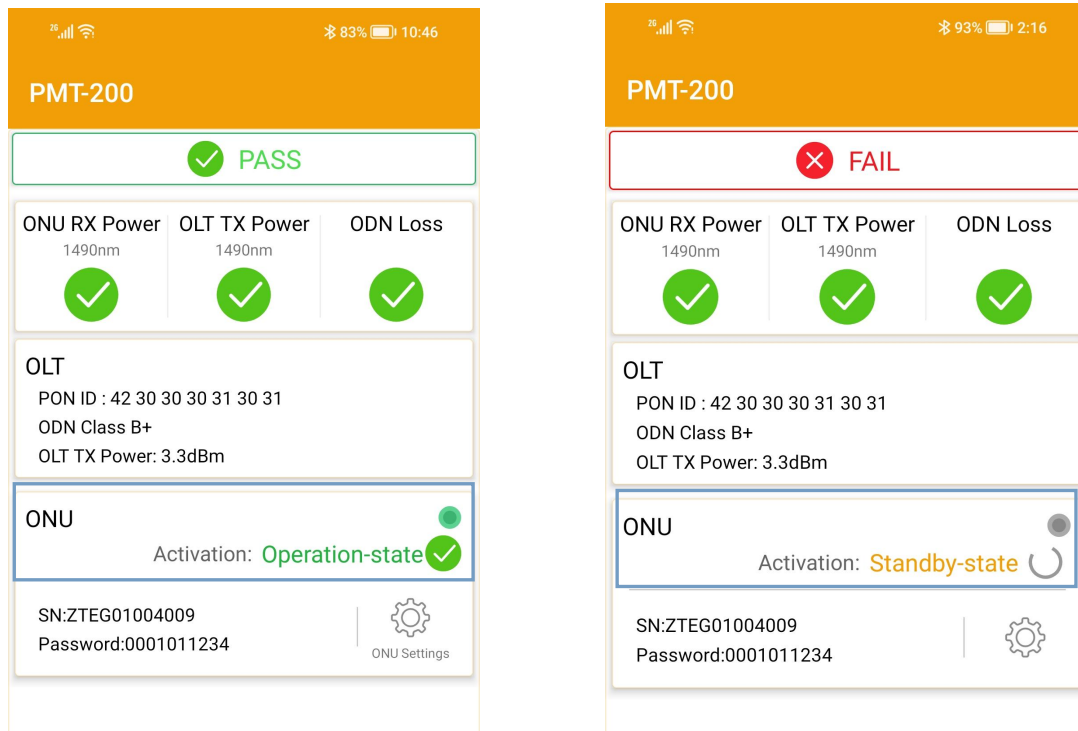 2G 83% 10:46
PMT-200
PASS
ONU RX Power OLT TX Power ODN Loss
1490nm 1490nm
OLT
PON ID : 42 30 30 30 31 30 31
ODN Class B+
OLT TX Power: 3.3dBm
ONU
Activation: Operation-state
SN:ZTEG01004009
Password:0001011234
ONU Settings
2G 93% 2:16
PMT-200
FAIL
ONU RX Power OLT TX Power ODN Loss
1490nm 1490nm
OLT
PON ID : 42 30 30 30 31 30 31
ODN Class B+
OLT TX Power: 3.3dBm
ONU
Activation: Standby-state
SN:ZTEG01004009
Password:0001011234